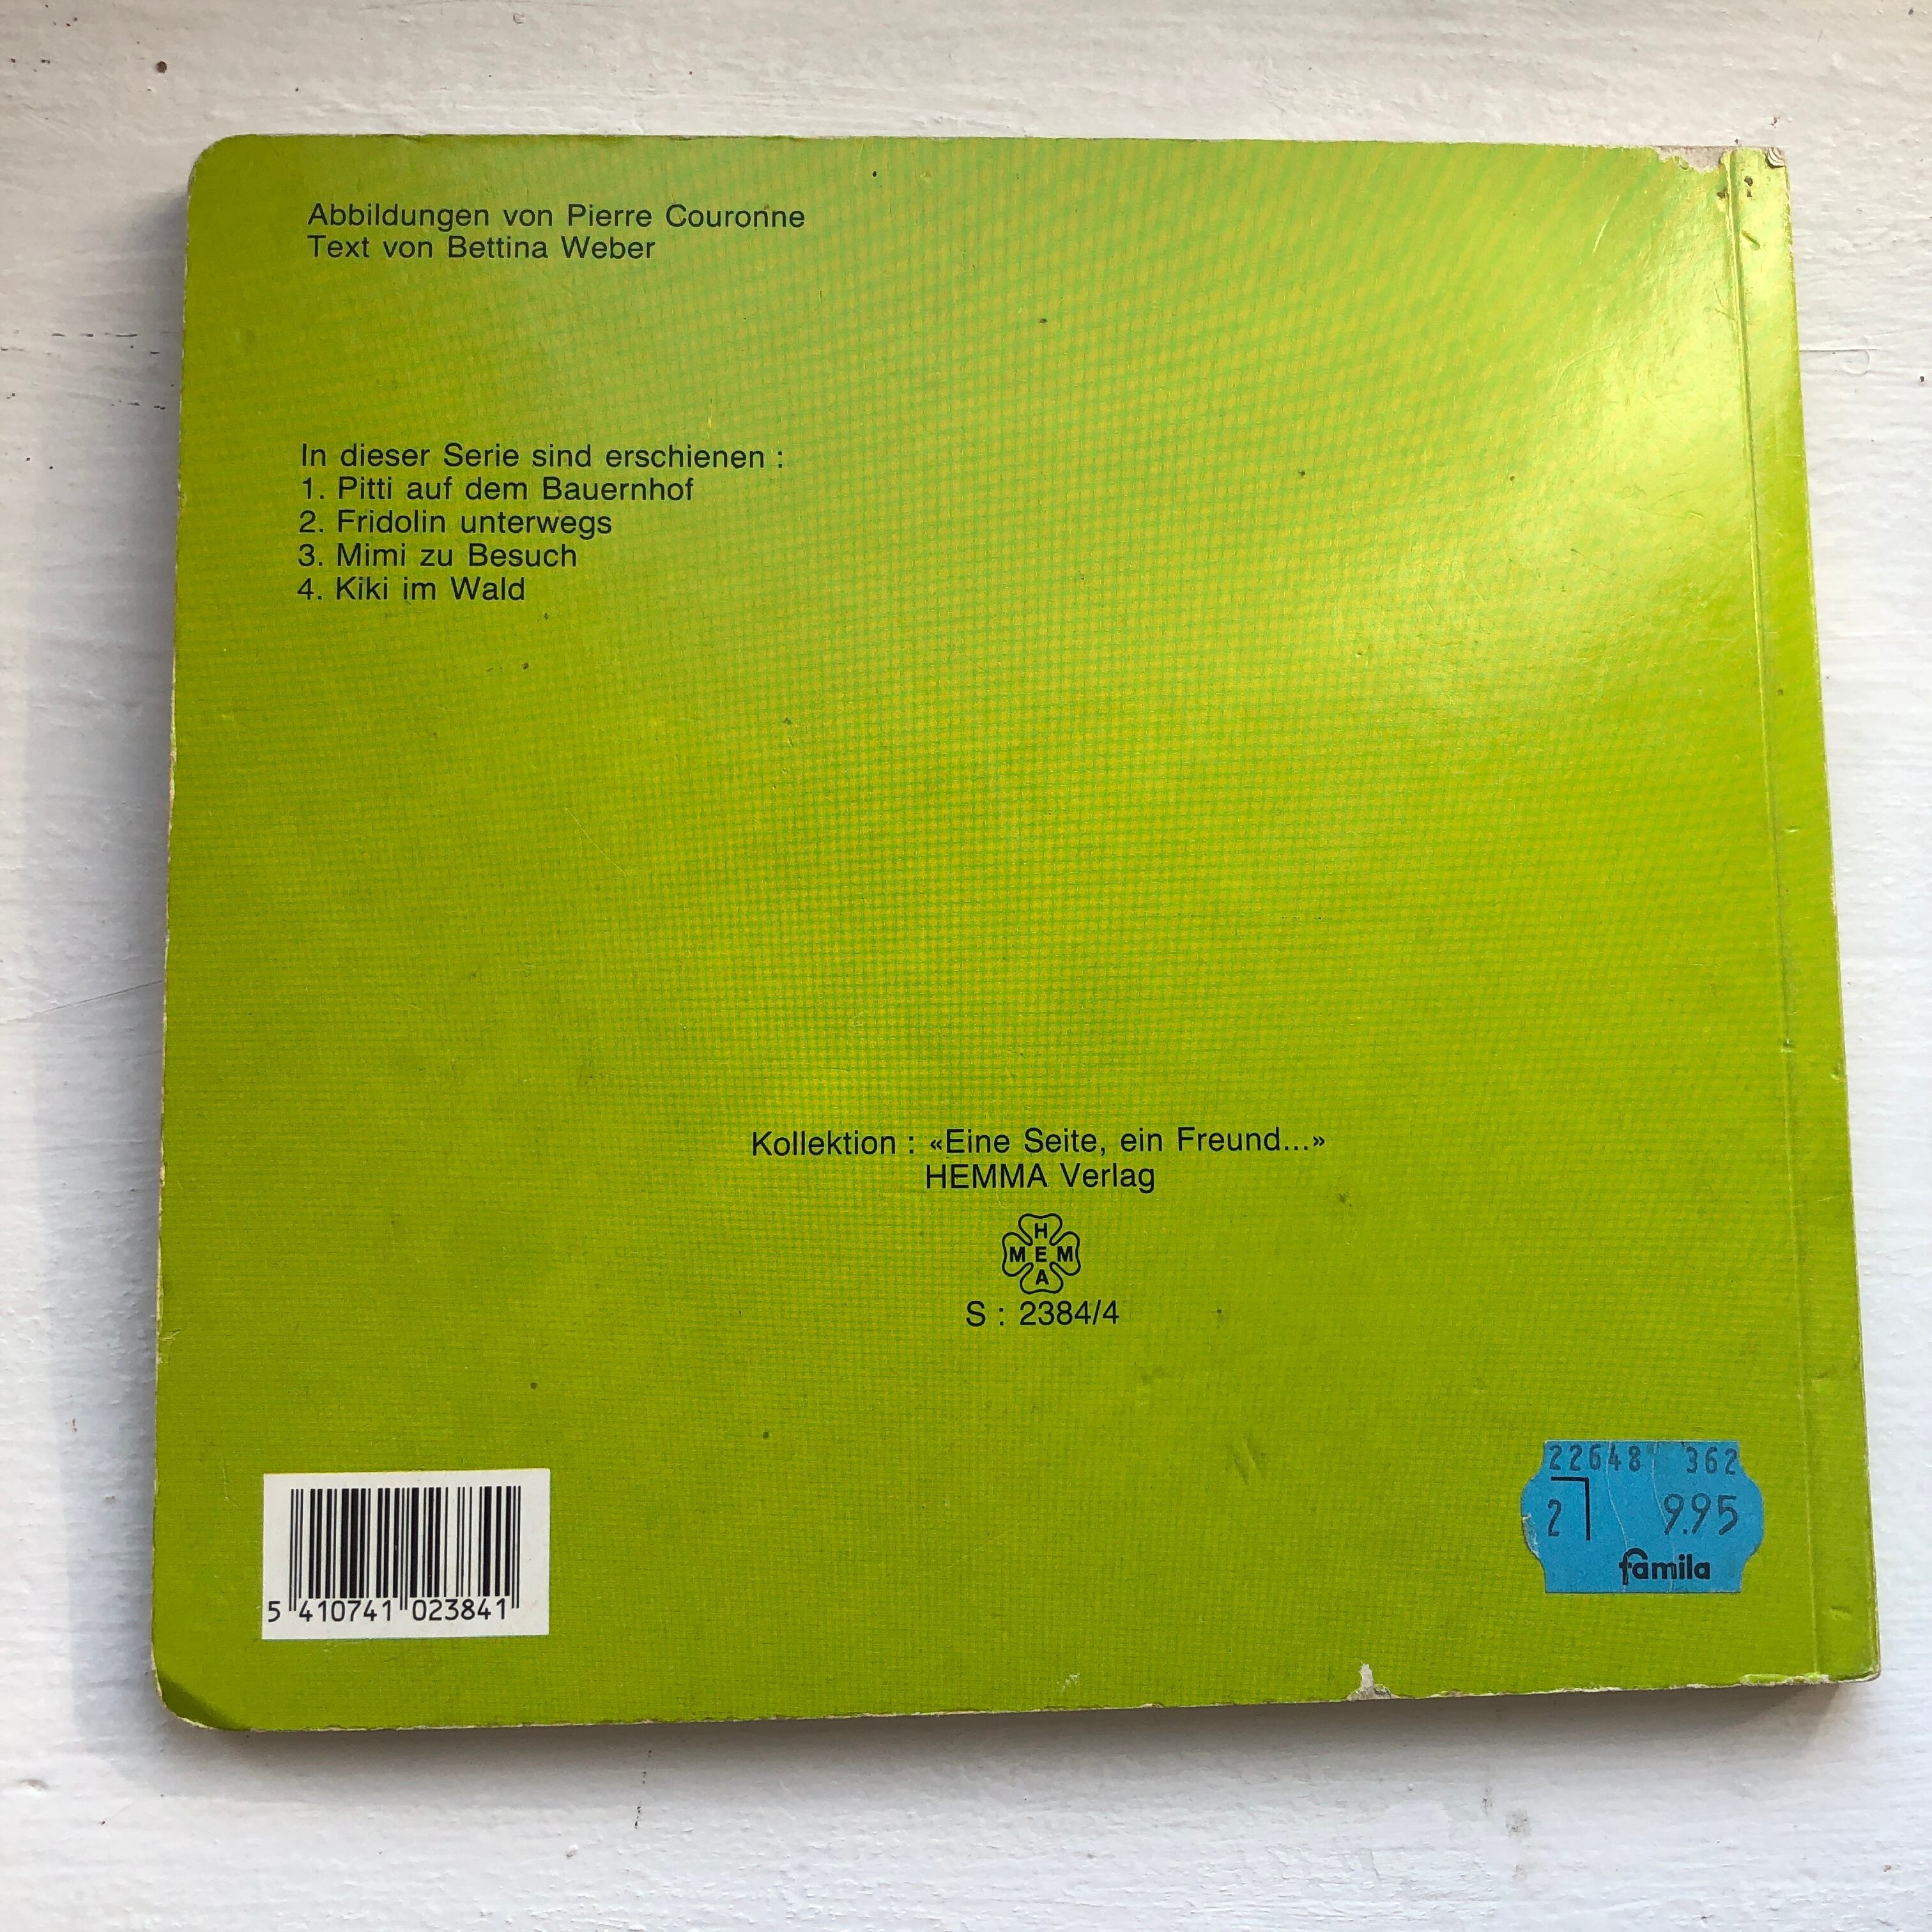 Abbildungen von Pierre Couronne
Text von Bettina Weber
In dieser Serie sind erschienen :
1. Pitti auf dem Bauernhof
2. Fridolin unterwegs
3. Mimi zu Besuch
4. Kiki im Wald
Kollektion : «Eine Seite, ein Freund...»
HEMMA Verlag
H
M E M
A
S : 2384/4
5 410741 023841
22648 362
2 9.95
famila